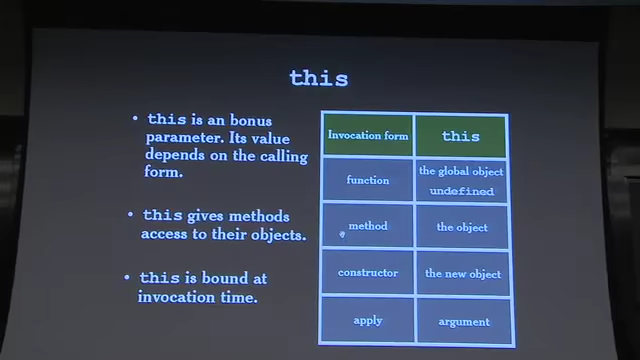 this
• this is an bonus
parameter. Its value
depends on the calling
form.
• this gives methods
access to their objects.
• this is bound at
invocation time.
Invocation form this
function the global object
undefined
method the object
constructor the new object
apply argument